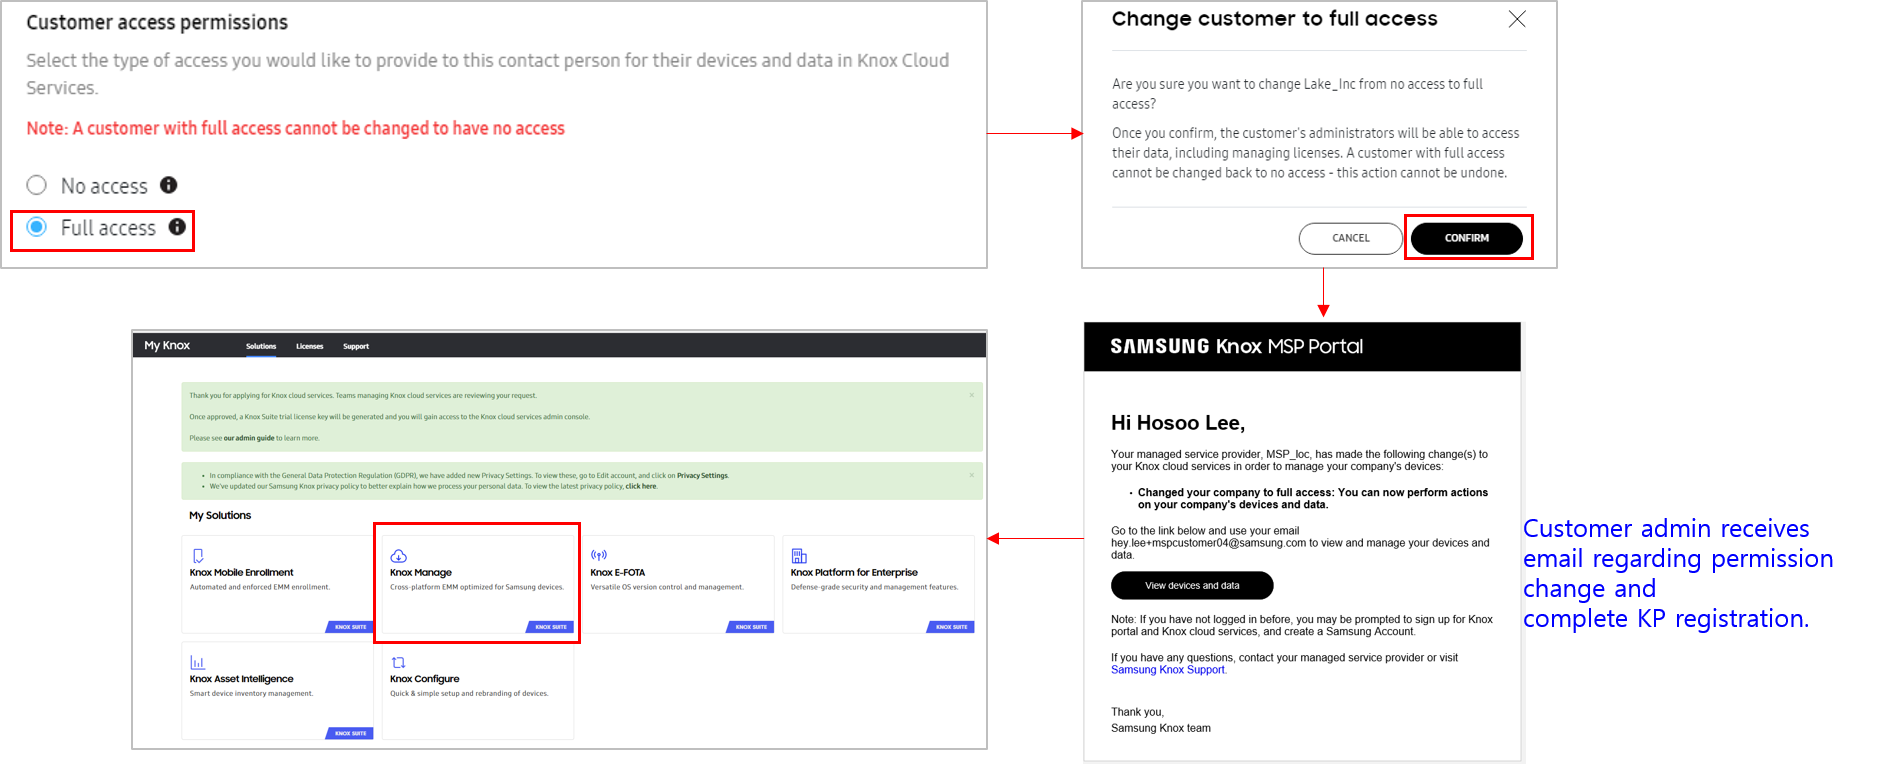 Customer access permissions
Select the type of access you would like to provide to this contact person for their devices and data in Knox Cloud
Services.
Note: A customer with full access cannot be changed to have no access
No access
Full access
Change customer to full access
Are you sure you want to change Lake_Inc from no access to full
access?
Once you confirm, the customer's administrators will be able to access
their data, including managing licenses. A customer with full access
cannot be changed back to no access - this action cannot be undone.
CANCEL
CONFIRM
SAMSUNG Knox MSP Portal
Hi Hosoo Lee,
Your managed service provider, MSP_loc, has made the following change(s) to
your Knox cloud services in order to manage your company's devices:
• Changed your company to full access: You can now perform actions
on your company's devices and data.
Go to the link below and use your email
hey.lee+mspcustomer04@samsung.com to view and manage your devices and
data.
View devices and data
Note: If you have not logged in before, you may be prompted to sign up for Knox
portal and Knox cloud services, and create a Samsung Account.
If you have any questions, contact your managed service provider or visit
Samsung Knox Support.
Thank you,
Samsung Knox team
Customer admin receives
email regarding permission
change and
complete KP registration.
My Knox
Solutions
Licenses
Support
Thank you for applying for Knox cloud services. Teams managing Knox cloud services are reviewing your request.
Once approved, a Knox Suite trial license key will be generated and you will gain access to the Knox cloud services admin console.
Please see our admin guide to learn more.
• In compliance with the General Data Protection Regulation (GDPR), we have added new Privacy Settings. To view these, go to Edit account, and click on Privacy Settings.
• We've updated our Samsung Knox privacy policy to better explain how we process your personal data. To view the latest privacy policy, click here.
My Solutions
Knox Mobile Enrollment
Automated and enforced EMM enrollment.
KNOX SUITE
Knox Manage
Cross-platform EMM optimized for Samsung devices.
KNOX SUITE
Knox E-FOTA
Versatile OS version control and management.
KNOX SUITE
Knox Platform for Enterprise
Defense-grade security and management features.
KNOX SUITE
Knox Asset Intelligence
Smart device inventory management.
KNOX SUITE
Knox Configure
Quick & simple setup and rebranding of devices.